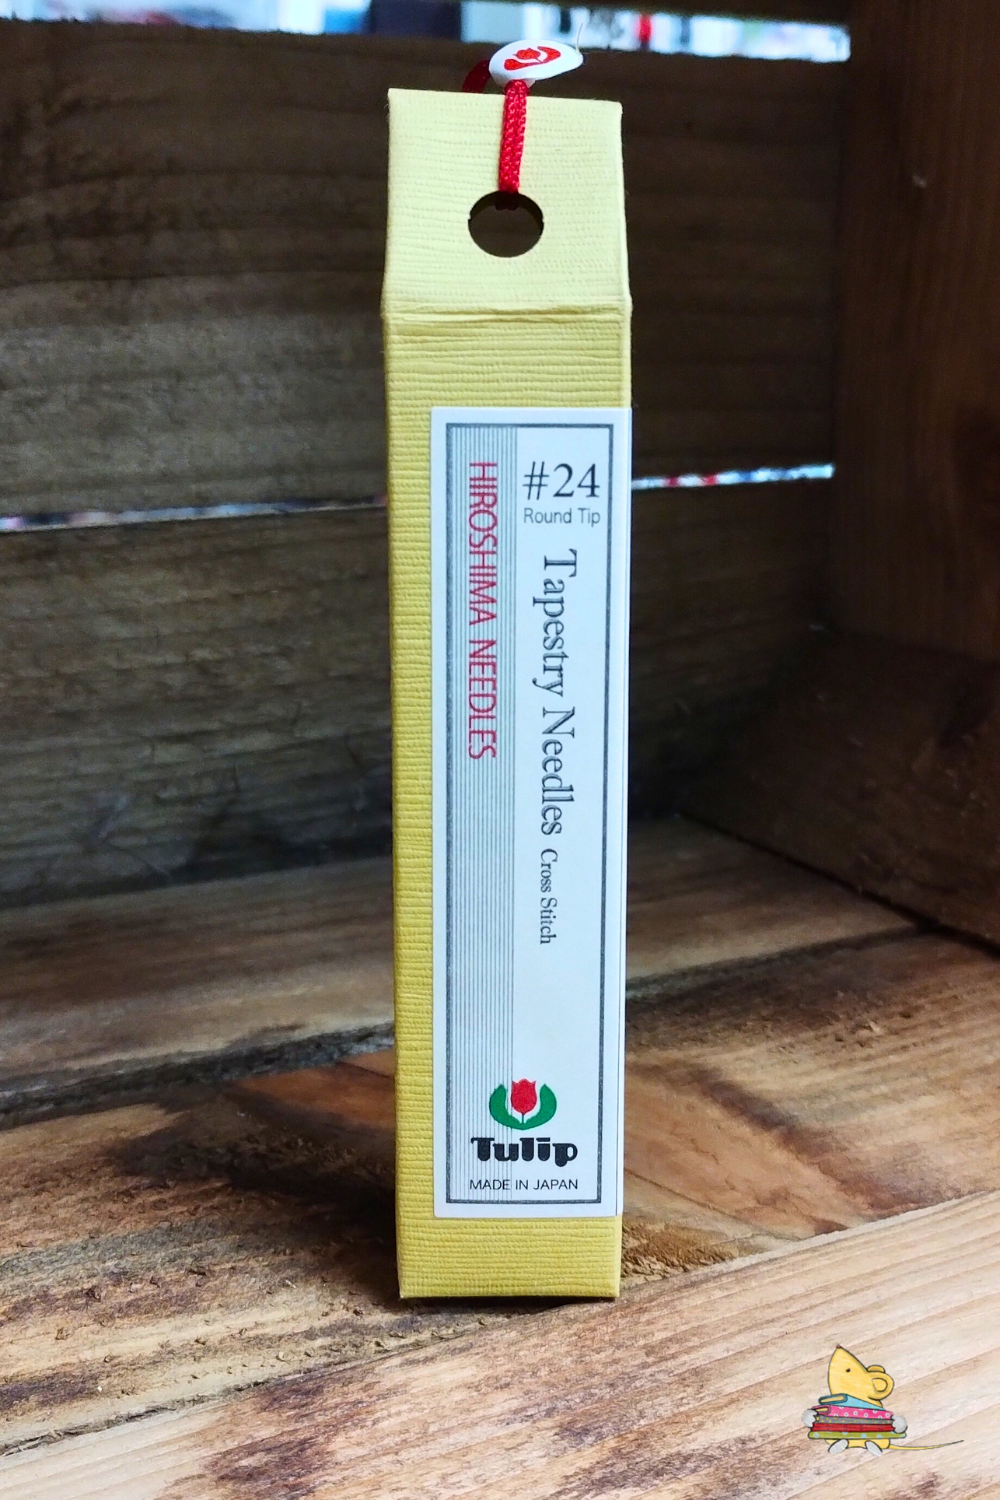 #24
Round Tip
HIROSHIMA NEEDLES
Tapestry Needles Cross Stitch
Tulip
MADE IN JAPAN